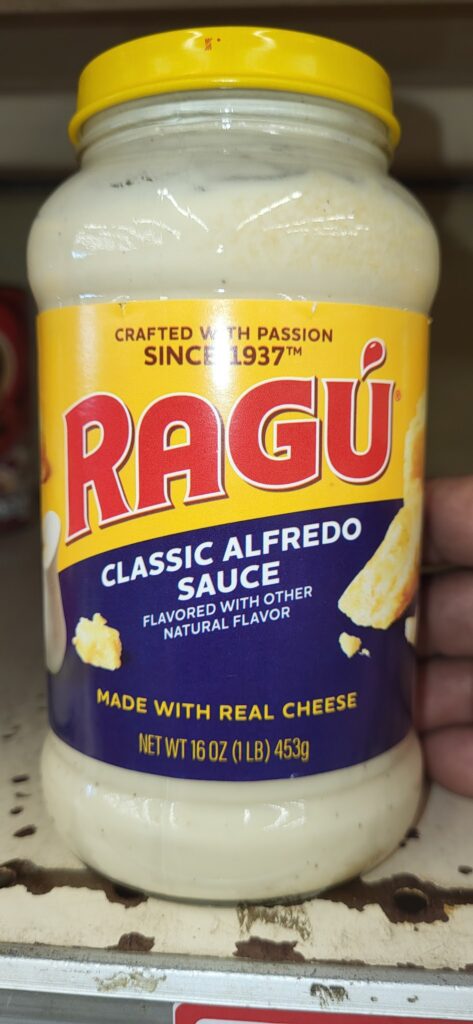 CRAFTED WITH PASSION
SINCE 1937™
RAGÚ®
CLASSIC ALFREDO
SAUCE
FLAVORED WITH OTHER
NATURAL FLAVOR
MADE WITH REAL CHEESE
NET WT 16 OZ (1 LB) 453g